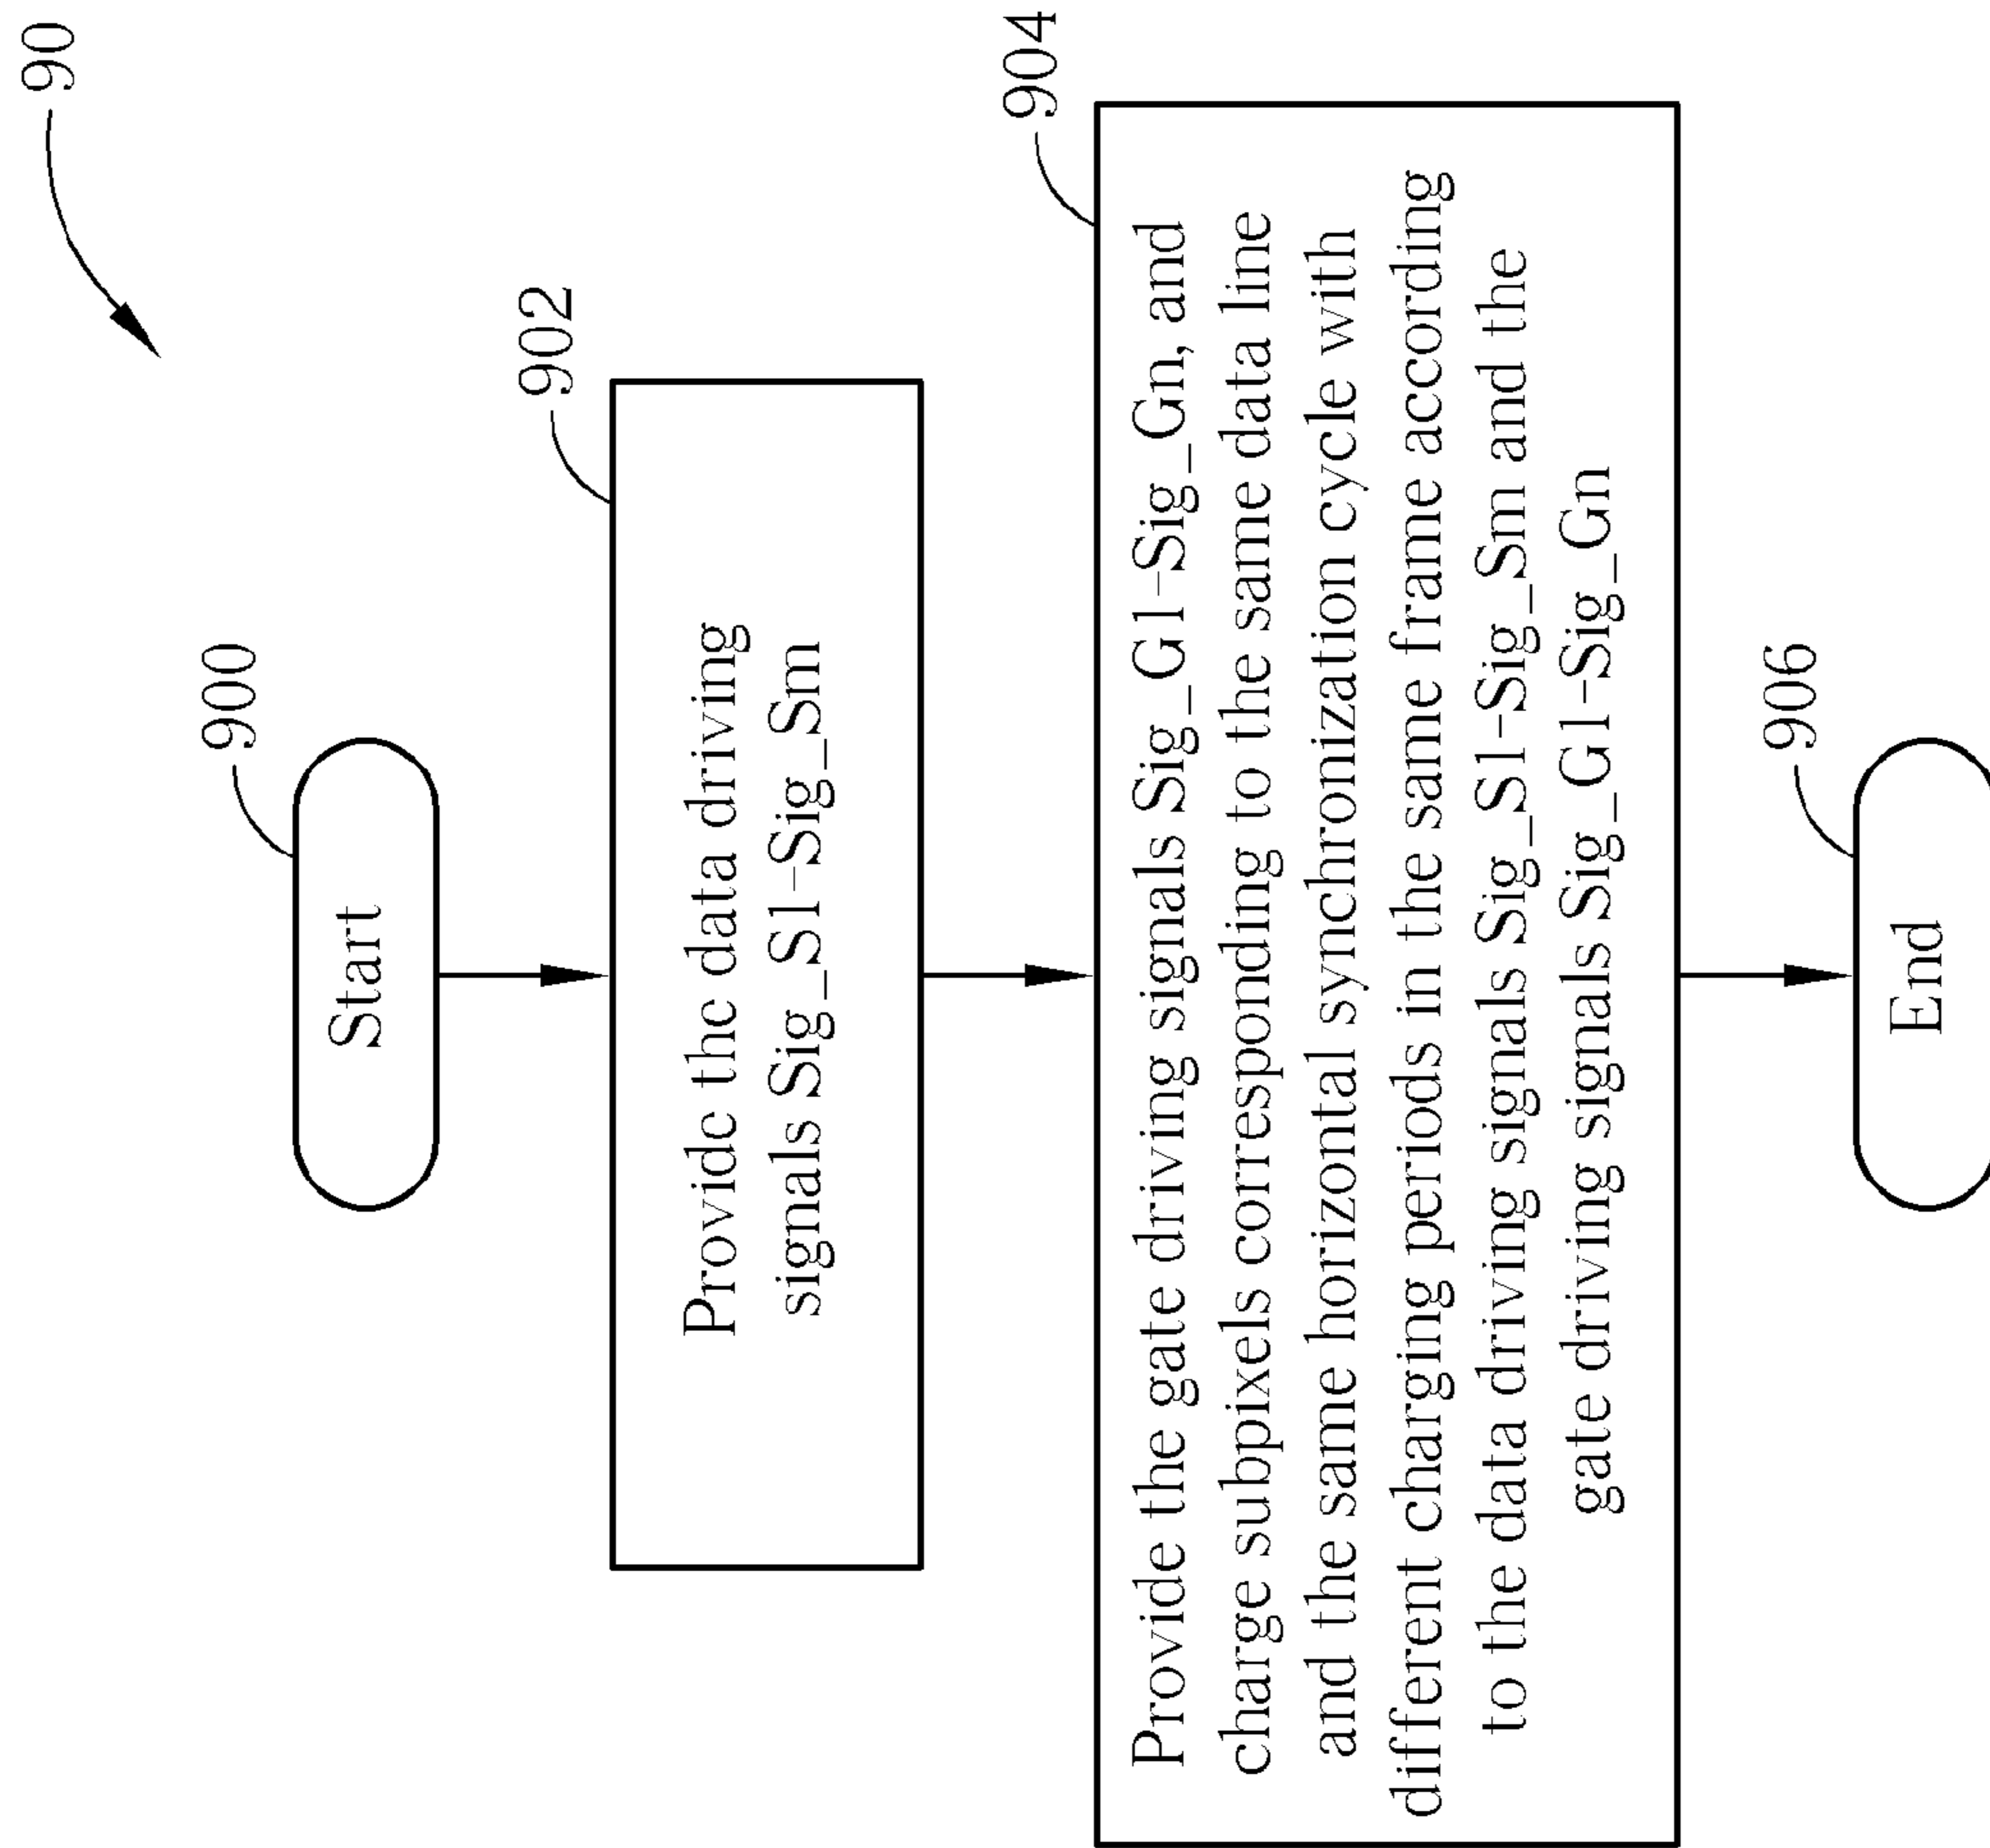 90
900
Start
902
Provide the data driving
signals Sig_S1-Sig_Sm
904
Provide the gate driving signals Sig_G1-Sig_Gn, and
charge subpixels corresponding to the same data line
and the same horizontal synchronization cycle with
different charging periods in the same frame according
to the data driving signals Sig_S1-Sig_Sm and the
gate driving signals Sig_G1-Sig_Gn
906
End